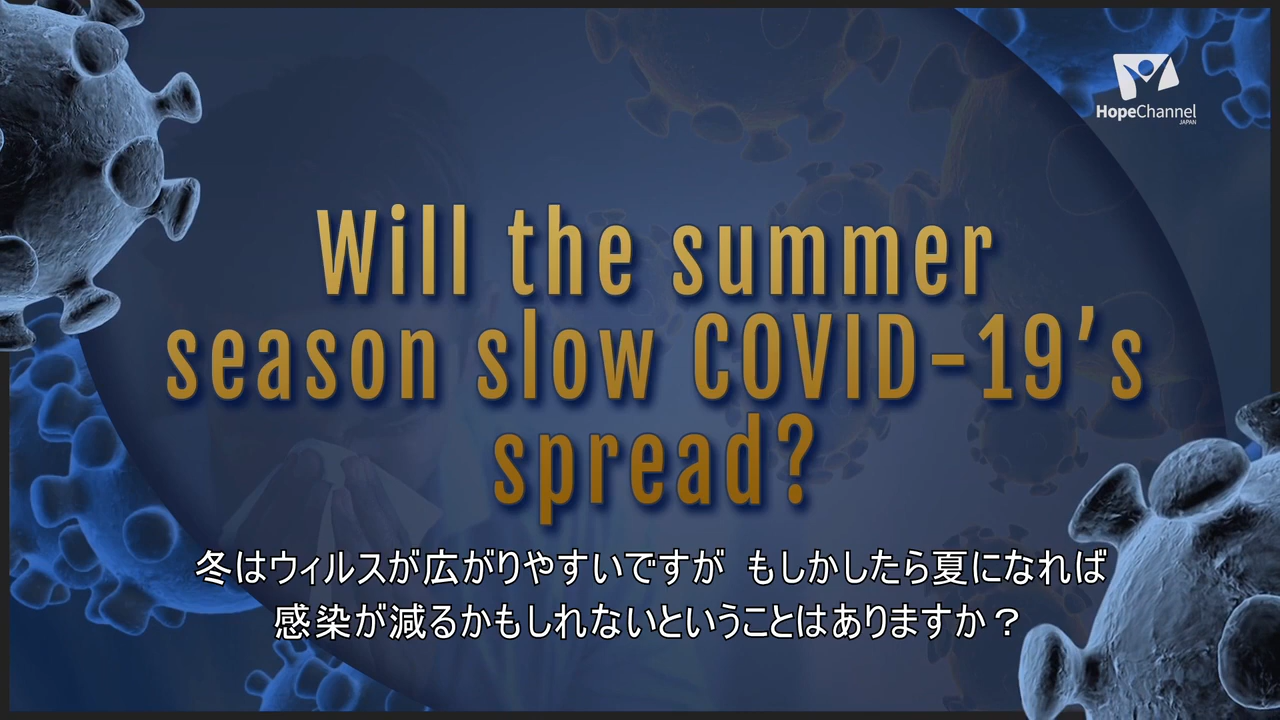 HopeChannel
JAPAN
Will the summer
season slow COVID-19's
spread?
冬はウィルスが広がりやすいですが もしかしたら夏になれば
感染が減るかもしれないということはありますか？